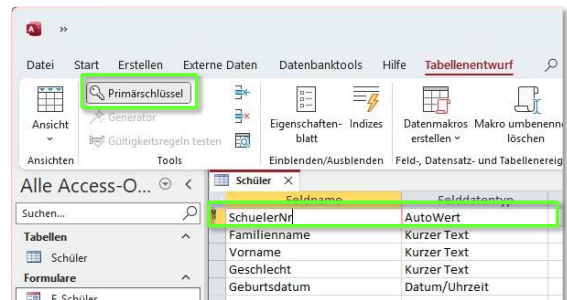 »
Datei Start Erstellen Externe Daten Datenbanktools Hilfe Tabellenentwurf
Ansicht
Ansichten
Primärschlüssel
Generator
Gültigkeitsregeln testen
Tools
Eigenschaften-
blatt
Indizes
Einblenden/Ausblenden
Datenmakros
erstellen
Makro umbenenn
löschen
Feld-, Datensatz- und Tabellenereig
Alle Access-O...
Suchen...
Tabellen
Schüler
Formulare
F_Schüler
Schüler
Feldname Felddatentyp
SchuelerNr AutoWert
Familienname Kurzer Text
Vorname Kurzer Text
Geschlecht Kurzer Text
Geburtsdatum Datum/Uhrzeit